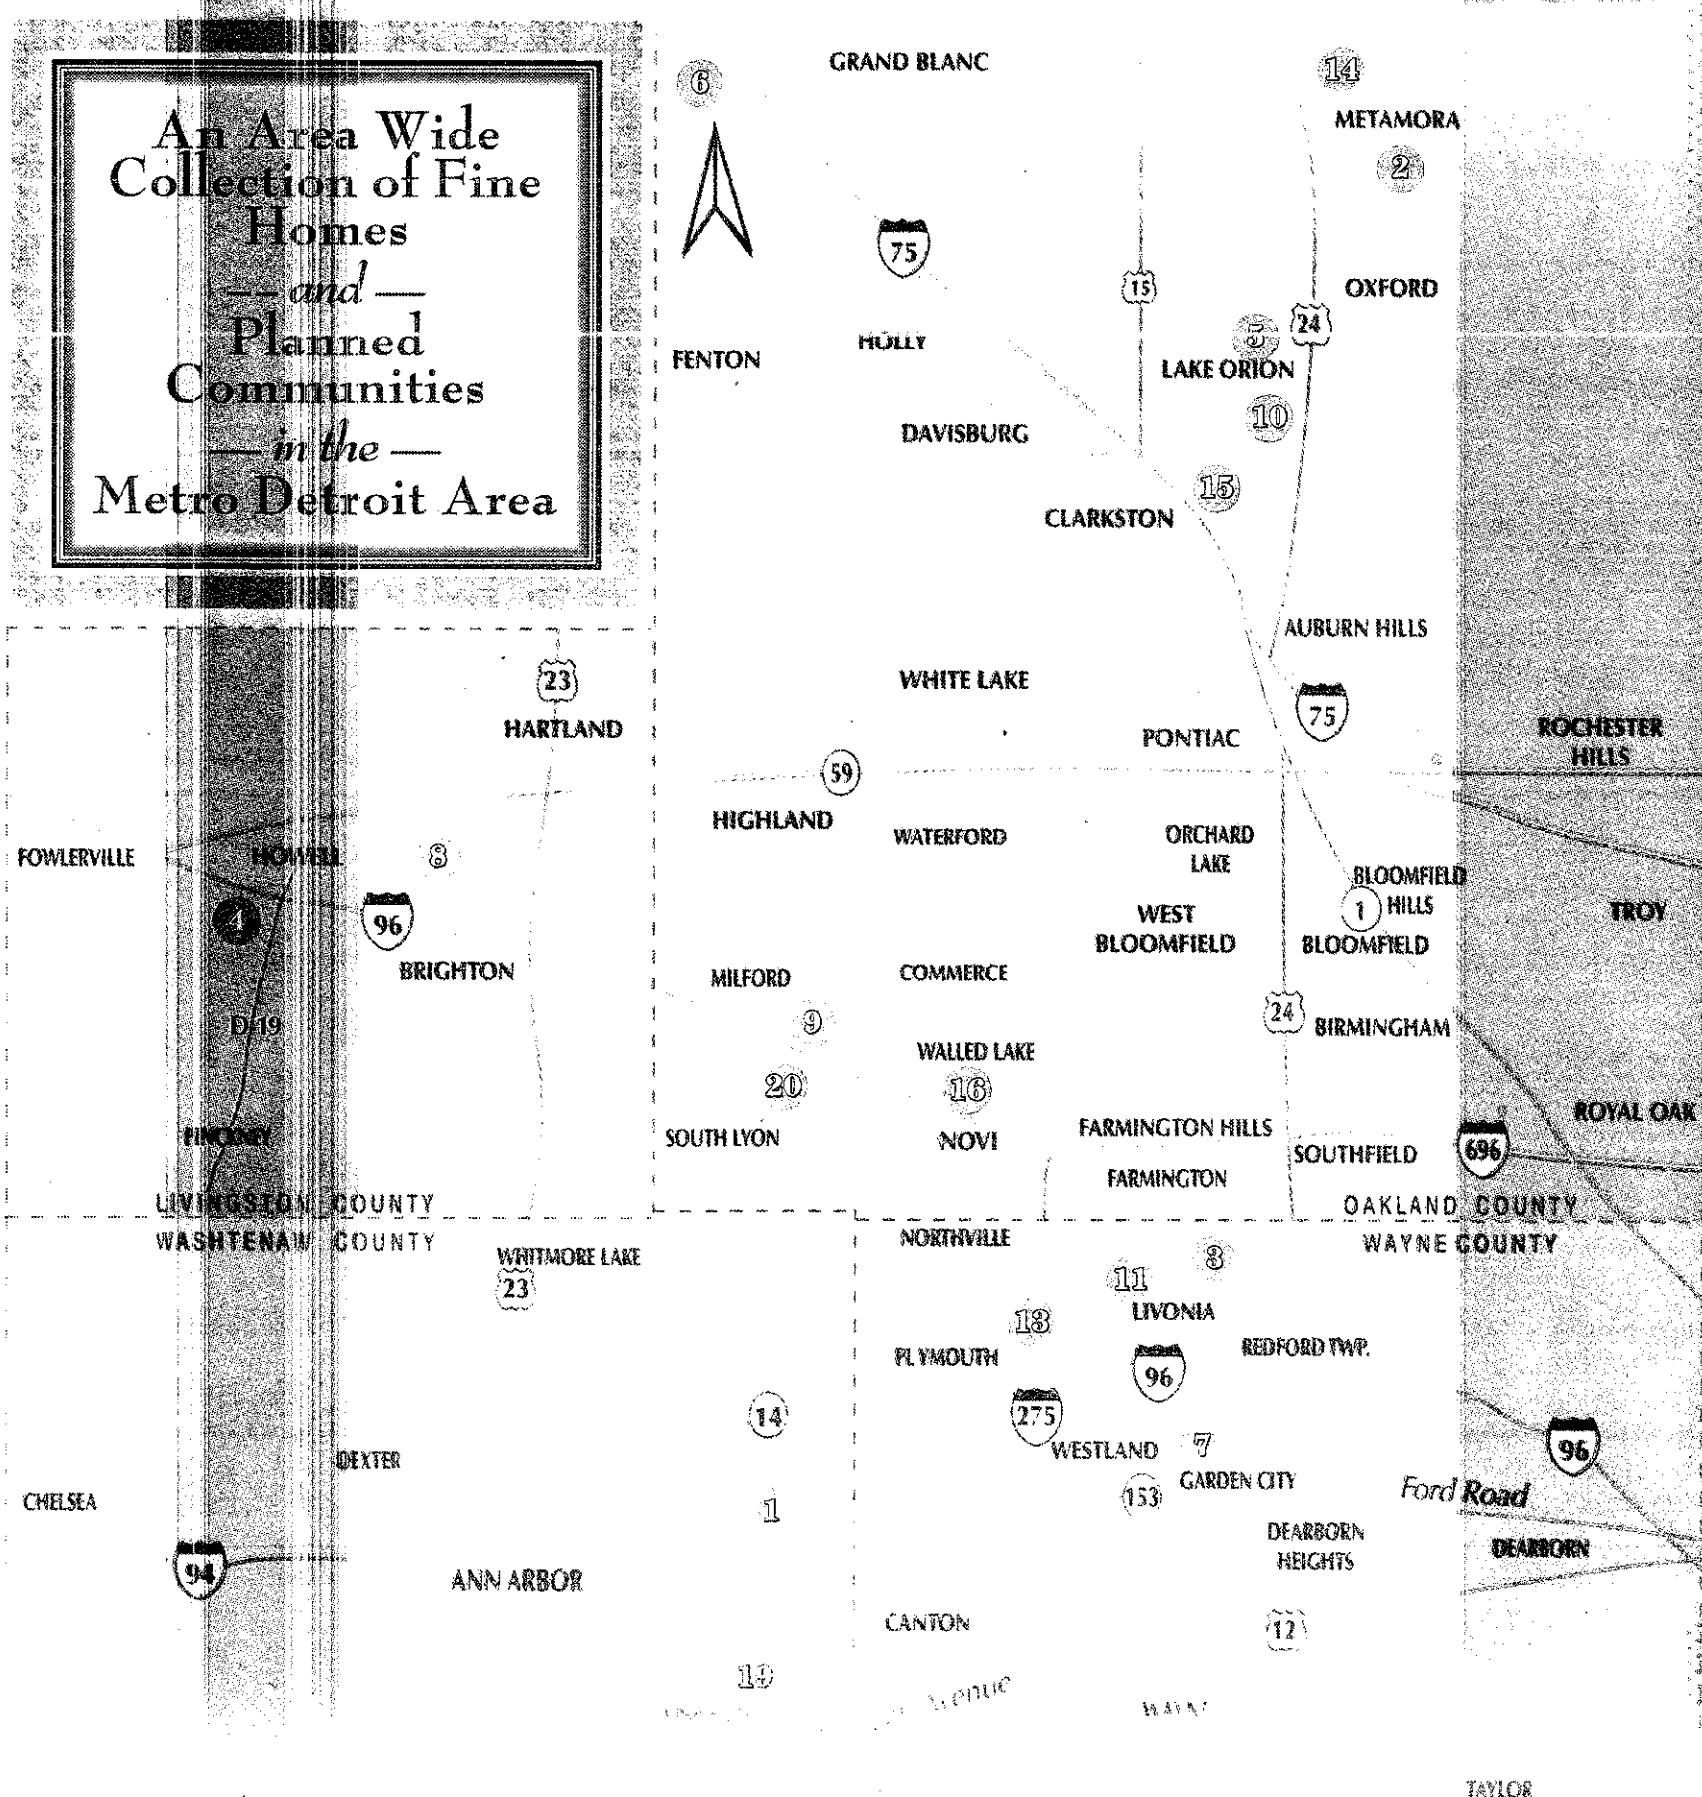 An Area Wide
Collection of Fine
Homes
— and —
Planned
Communities
— in the —
Metro Detroit Area
6
GRAND BLANC
14
METAMORA
2
75
15
OXFORD
24
5
HOLLY
FENTON
LAKE ORION
10
DAVISBURG
15
CLARKSTON
AUBURN HILLS
23
WHITE LAKE
75
HARTLAND
ROCHESTER
HILLS
PONTIAC
59
HIGHLAND
WATERFORD
ORCHARD
LAKE
FOWLERVILLE
HOWELL
8
BLOOMFIELD
HILLS
1
4
96
WEST
BLOOMFIELD
TROY
BLOOMFIELD
BRIGHTON
MILFORD
COMMERCE
D-19
9
24
BIRMINGHAM
WALLED LAKE
20
16
ROYAL OAK
PINCKNEY
SOUTH LYON
NOVI
FARMINGTON HILLS
SOUTHFIELD
696
FARMINGTON
LIVINGSTON COUNTY
OAKLAND COUNTY
WASHTENAW COUNTY
NORTHVILLE
WAYNE COUNTY
WHITMORE LAKE
23
3
11
LIVONIA
13
PLYMOUTH
REDFORD TWP.
96
14
275
WESTLAND
7
96
DEXTER
GARDEN CITY
153
Ford Road
CHELSEA
1
DEARBORN
HEIGHTS
DEARBORN
94
ANN ARBOR
CANTON
12
19
WAYNE
TAYLOR